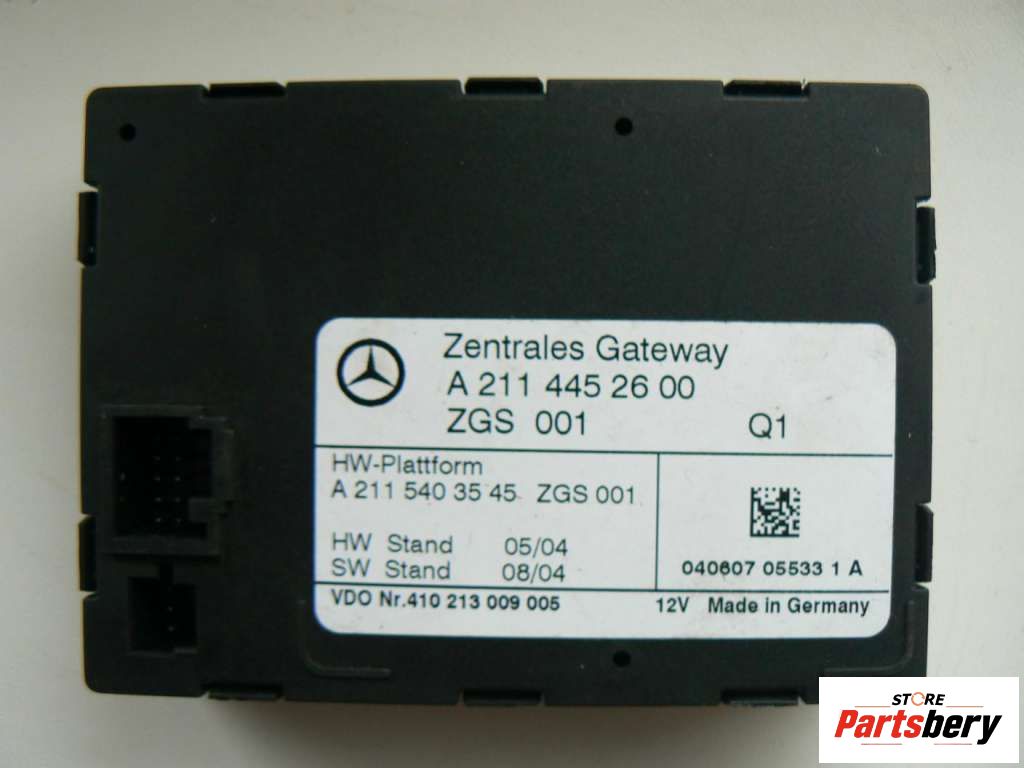 Zentrales Gateway
A 211 445 26 00
ZGS 001 Q1
HW-Plattform
A 211 540 35 45 ZGS 001
HW Stand 05/04
SW Stand 08/04
040607 05533 1 A
VDO Nr.410 213 009 005 12V Made in Germany
STORE
Partsbery